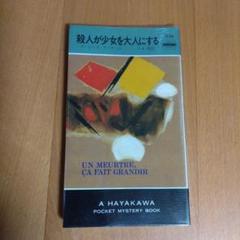 殺人が少女を大人にする
UN MEURTRE,
ÇA FAIT GRANDIR
A HAYAKAWA
POCKET MYSTERY BOOK